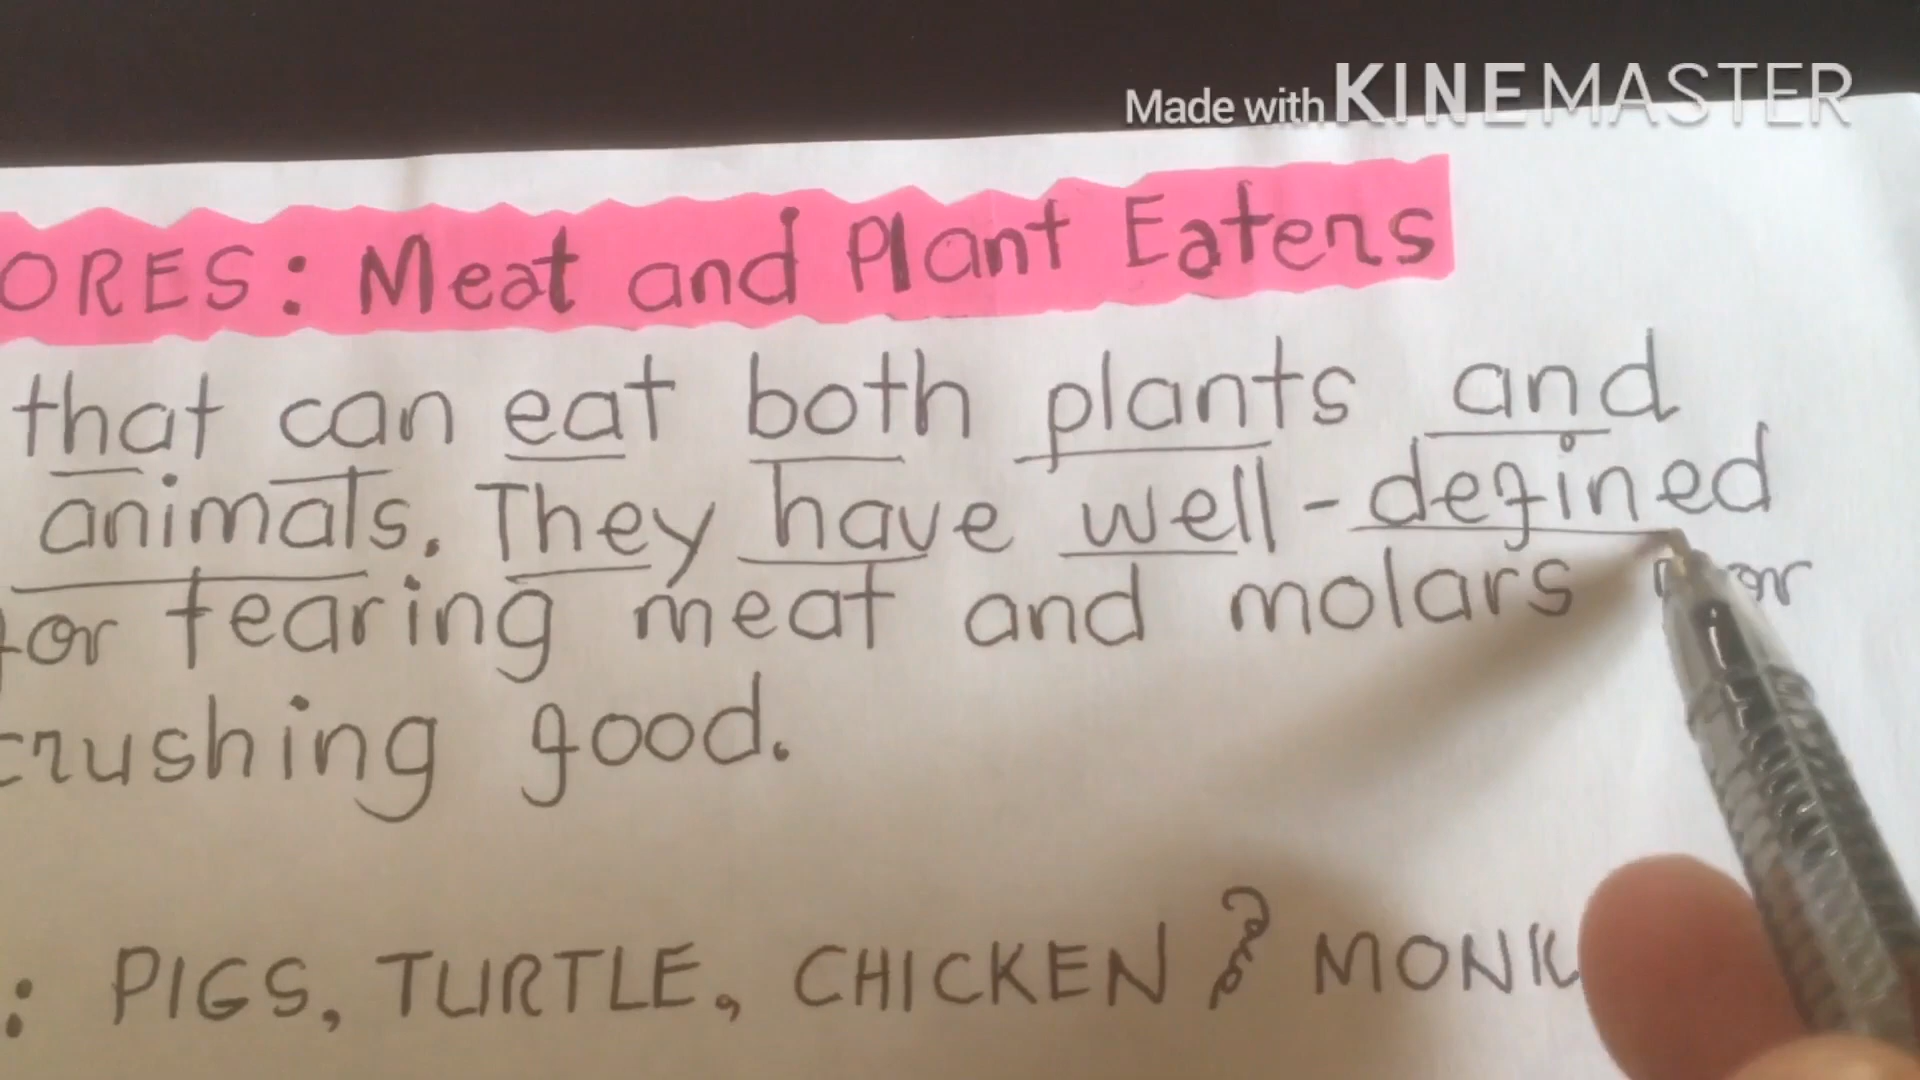 Made with KINEMASTER
ORES: Meat and Plant Eaters
that can eat both plants and
animals. They have well-defined
for tearing meat and molars for
crushing good.
: PIGS, TURTLE, CHICKEN & MONK